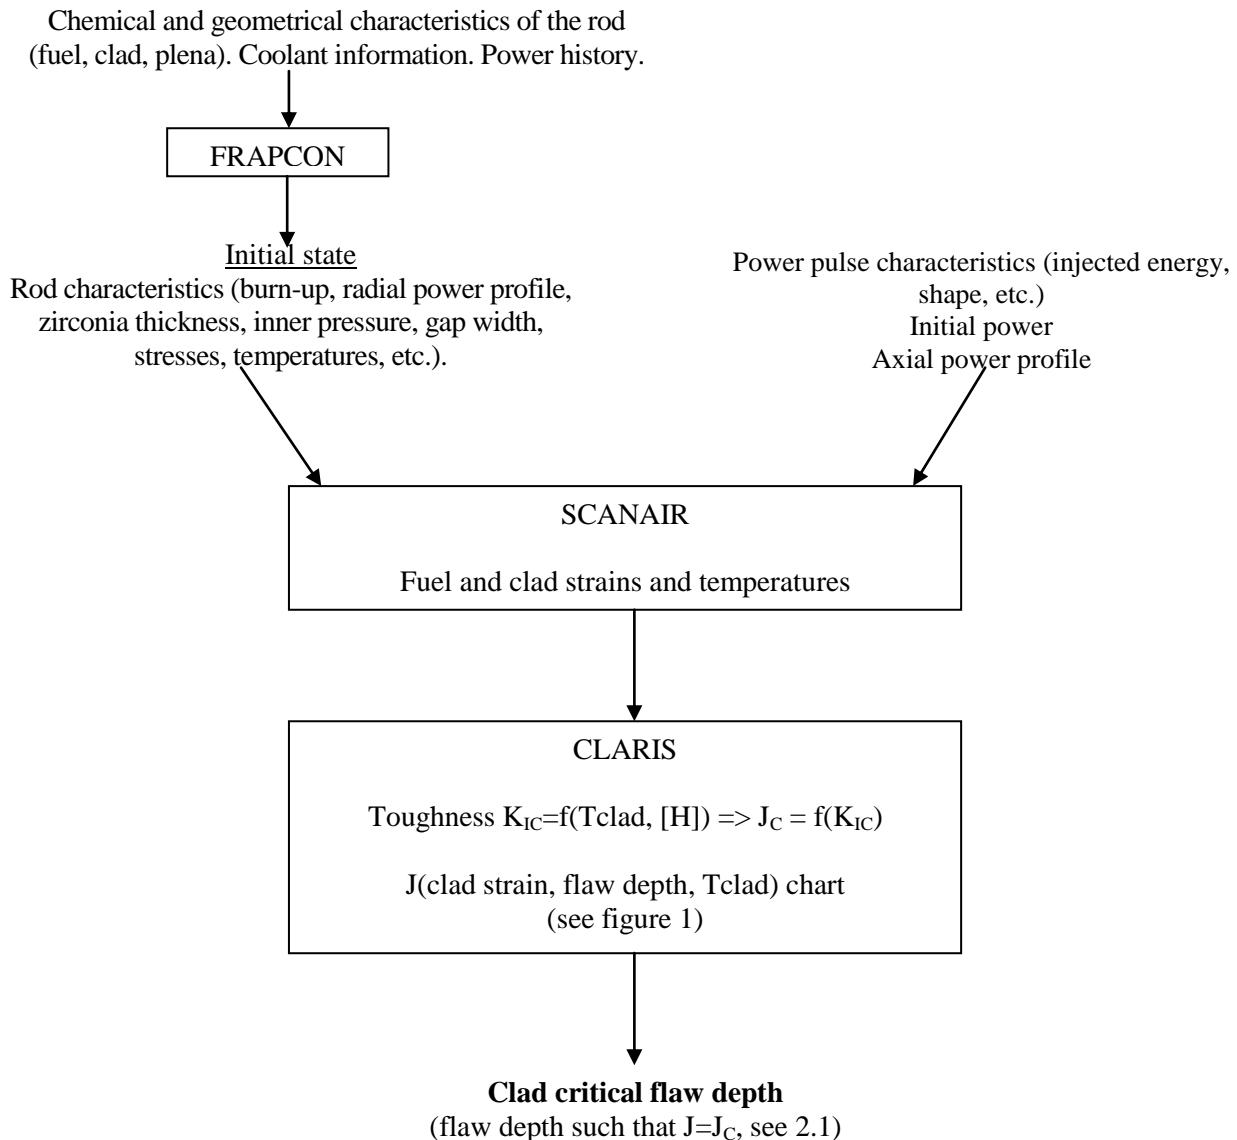 Chemical and geometrical characteristics of the rod
(fuel, clad, plena). Coolant information. Power history.
FRAPCON
Initial state
Rod characteristics (burn-up, radial power profile,
zirconia thickness, inner pressure, gap width,
stresses, temperatures, etc.).
Power pulse characteristics (injected energy,
shape, etc.)
Initial power
Axial power profile
SCANAIR
Fuel and clad strains and temperatures
CLARIS
Toughness K_IC=f(Tclad, [H]) => J_C = f(K_IC)
J(clad strain, flaw depth, Tclad) chart
(see figure 1)
Clad critical flaw depth
(flaw depth such that J=J_C, see 2.1)